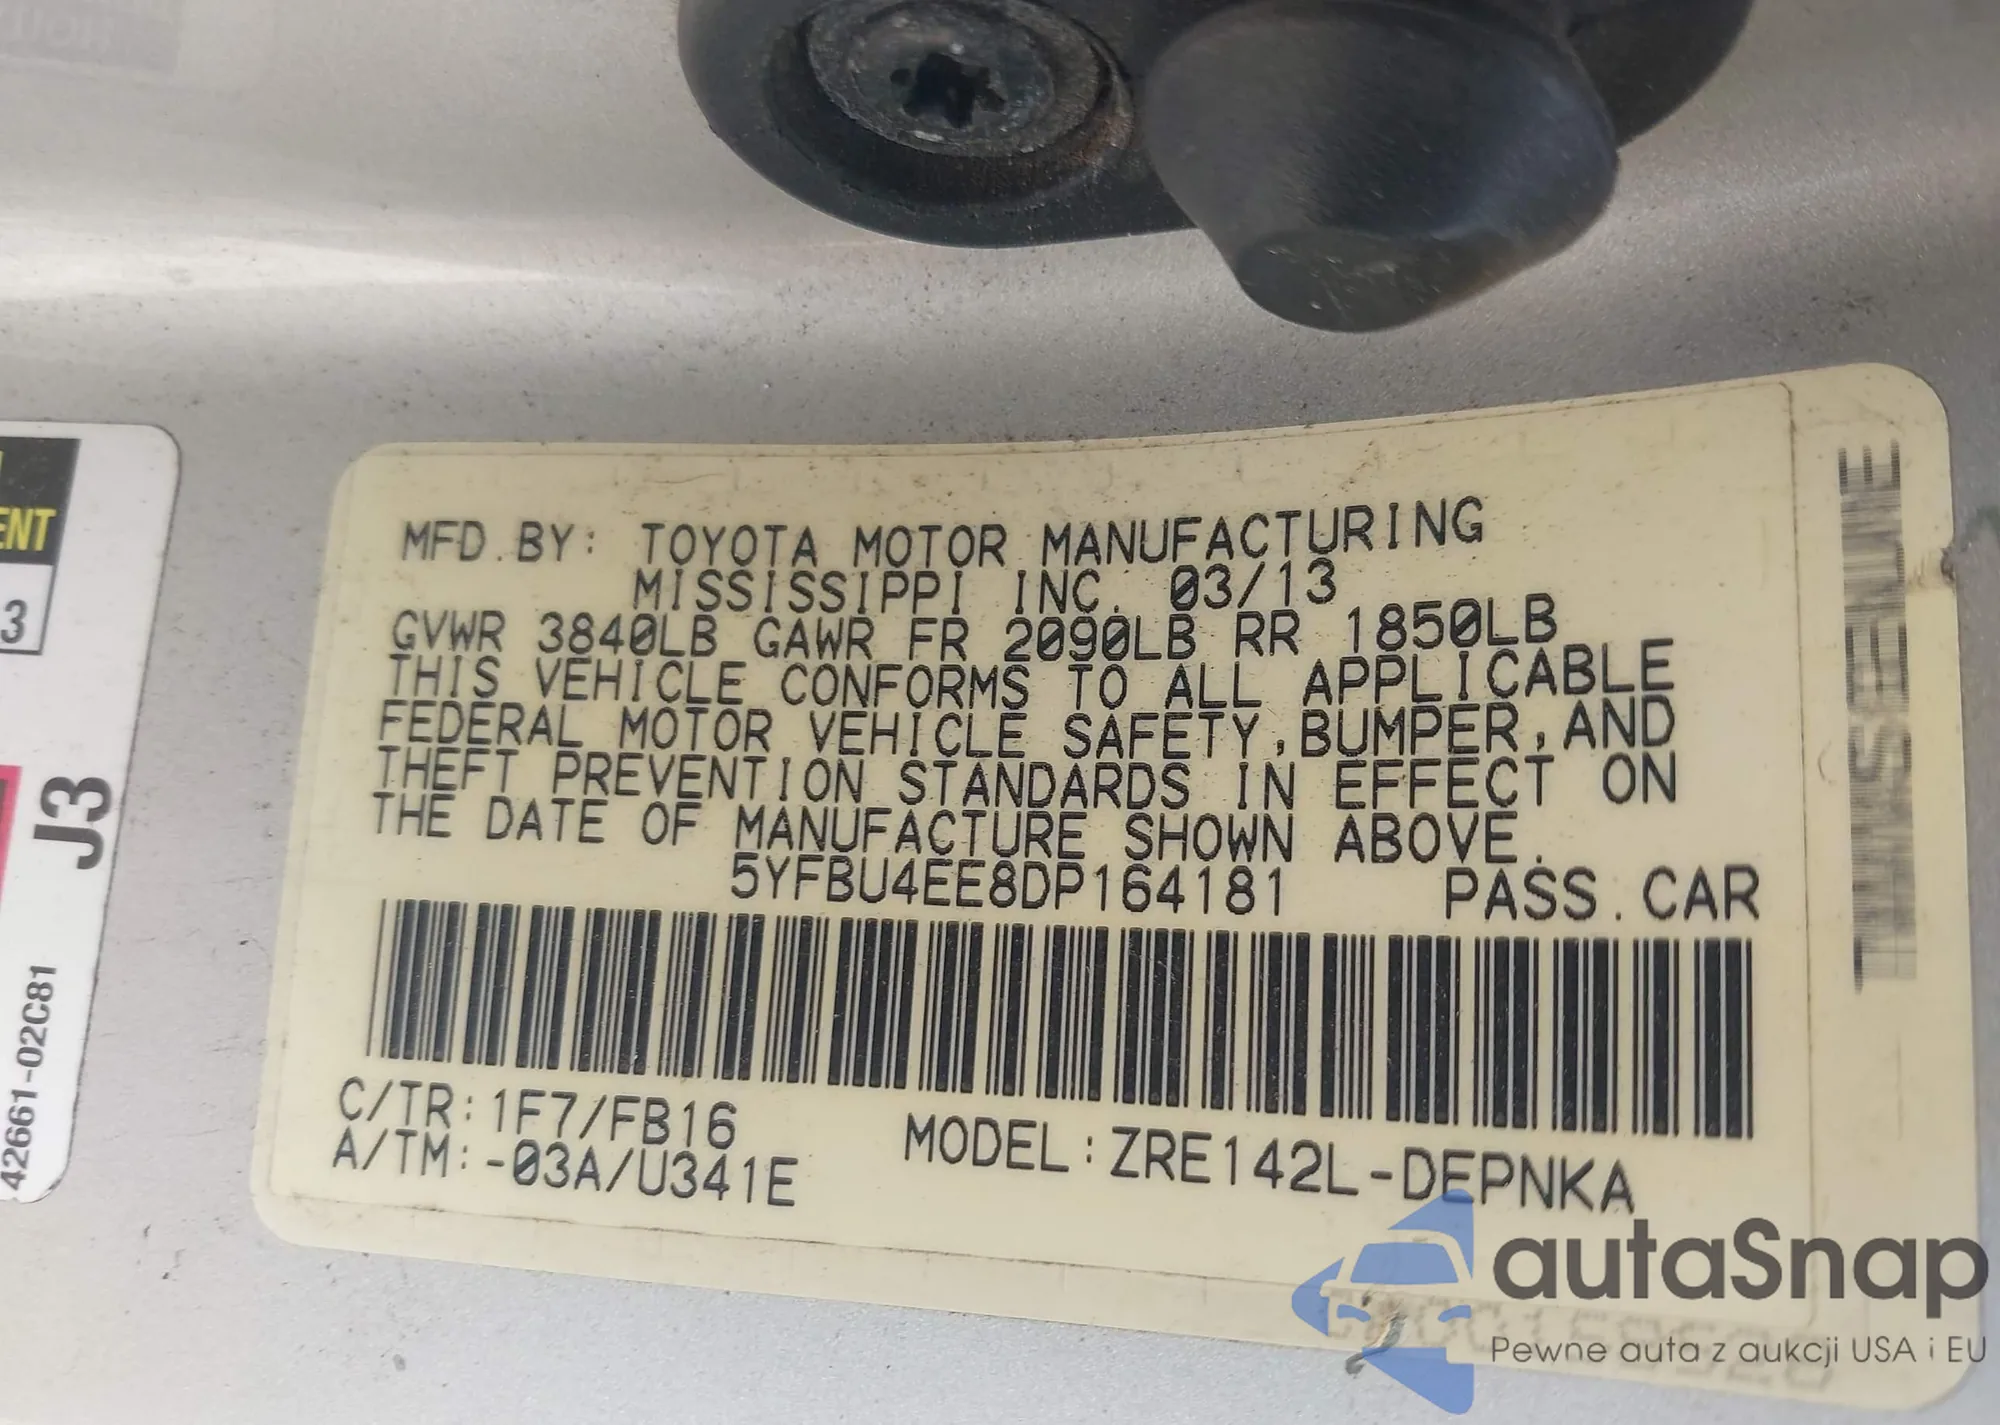 ENT
3
J3
42661-02C81
MFD.BY: TOYOTA MOTOR MANUFACTURING
MISSISSIPPI INC. 03/13
GVWR 3840LB GAWR FR 2090LB RR 1850LB
THIS VEHICLE CONFORMS TO ALL APPLICABLE
FEDERAL MOTOR VEHICLE SAFETY,BUMPER,AND
THEFT PREVENTION STANDARDS IN EFFECT ON
THE DATE OF MANUFACTURE SHOWN ABOVE.
5YFBU4EE8DP164181 PASS.CAR
C/TR:1F7/FB16
A/TM:-03A/U341E
MODEL:ZRE142L-DEPNKA
autaSnap
Pewne auta z aukcji USA i EU